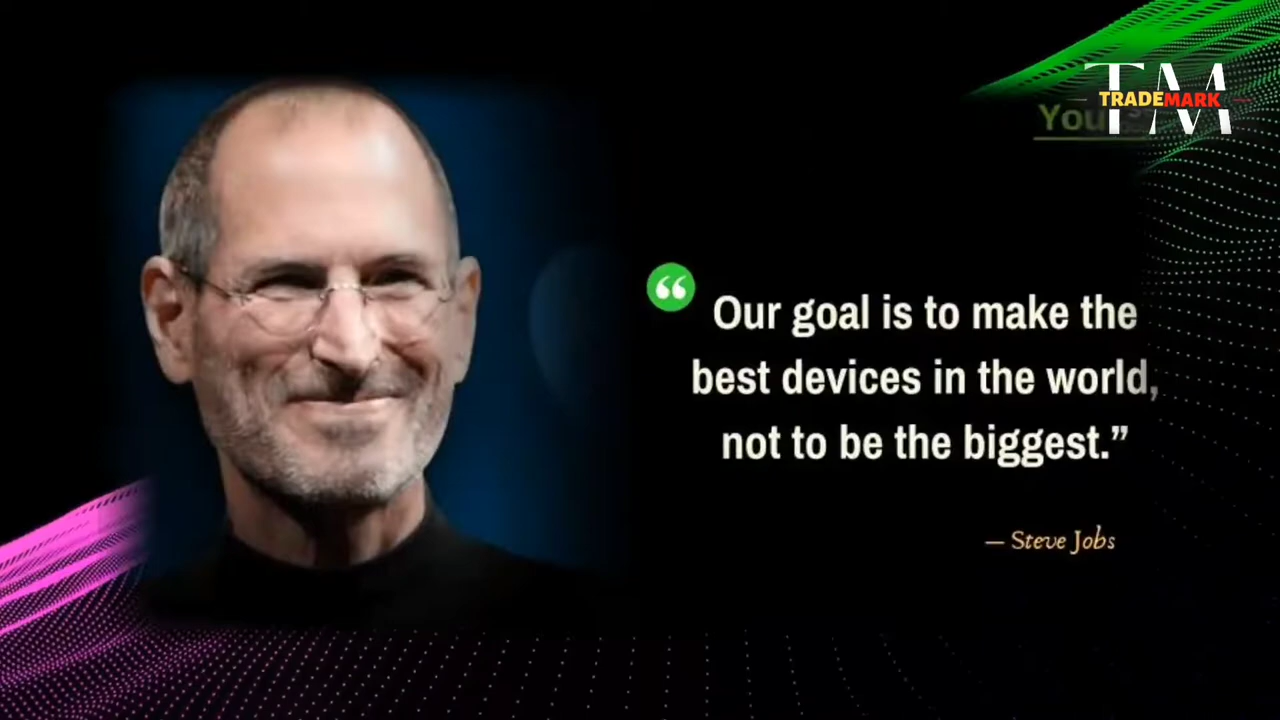 TM
TRADEMARK
You
“ Our goal is to make the
best devices in the world,
not to be the biggest.”
— Steve Jobs